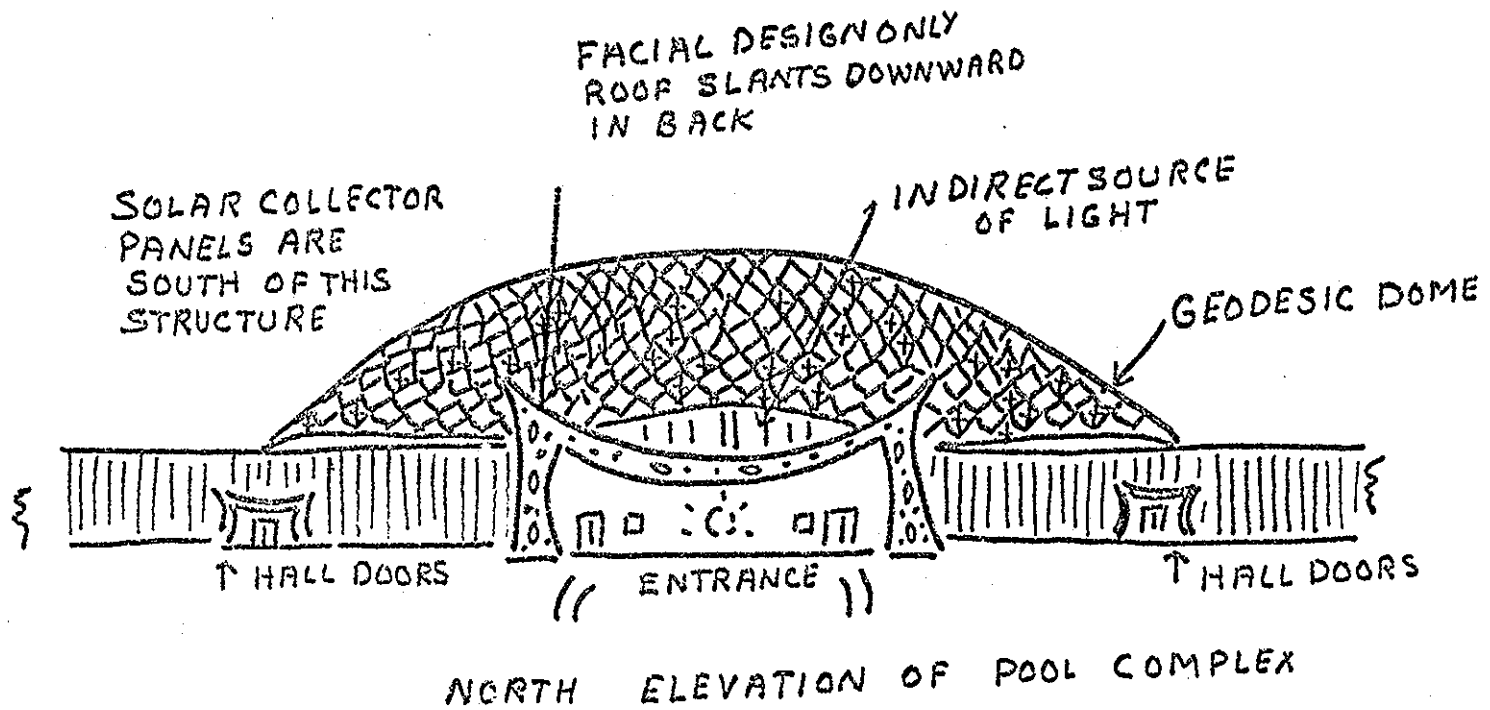 FACIAL DESIGN ONLY
ROOF SLANTS DOWNWARD
IN BACK
SOLAR COLLECTOR
PANELS ARE
SOUTH OF THIS
STRUCTURE
INDIRECT SOURCE
OF LIGHT
GEODESIC DOME
↑ HALL DOORS
ENTRANCE
↑ HALL DOORS
NORTH ELEVATION OF POOL COMPLEX